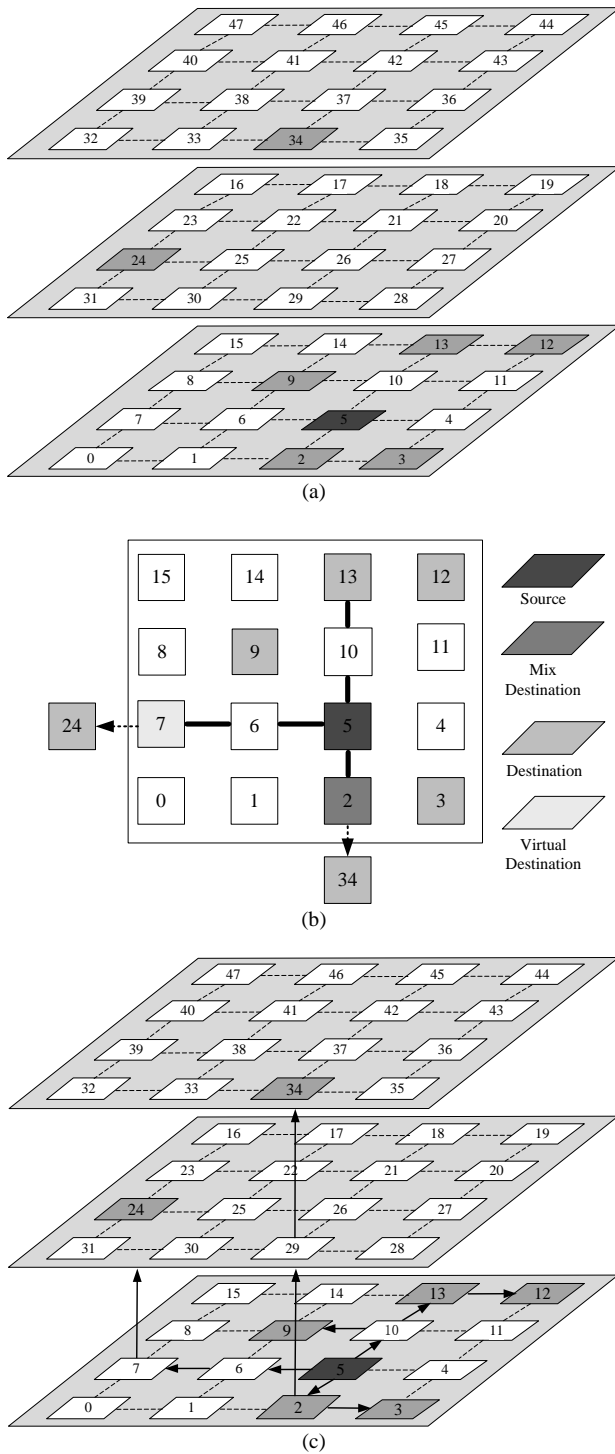 47 46 45 44
40 41 42 43
39 38 37 36
32 33 34 35
16 17 18 19
23 22 21 20
24 25 26 27
31 30 29 28
15 14 13 12
8 9 10 11
7 6 5 4
0 1 2 3
(a)
15 14 13 12
8 9 10 11
24 7 6 5 4
0 1 2 3
34
Source
Mix
Destination
Destination
Virtual
Destination
(b)
47 46 45 44
40 41 42 43
39 38 37 36
32 33 34 35
16 17 18 19
23 22 21 20
24 25 26 27
31 30 29 28
15 14 13 12
8 9 10 11
7 6 5 4
0 1 2 3
(c)